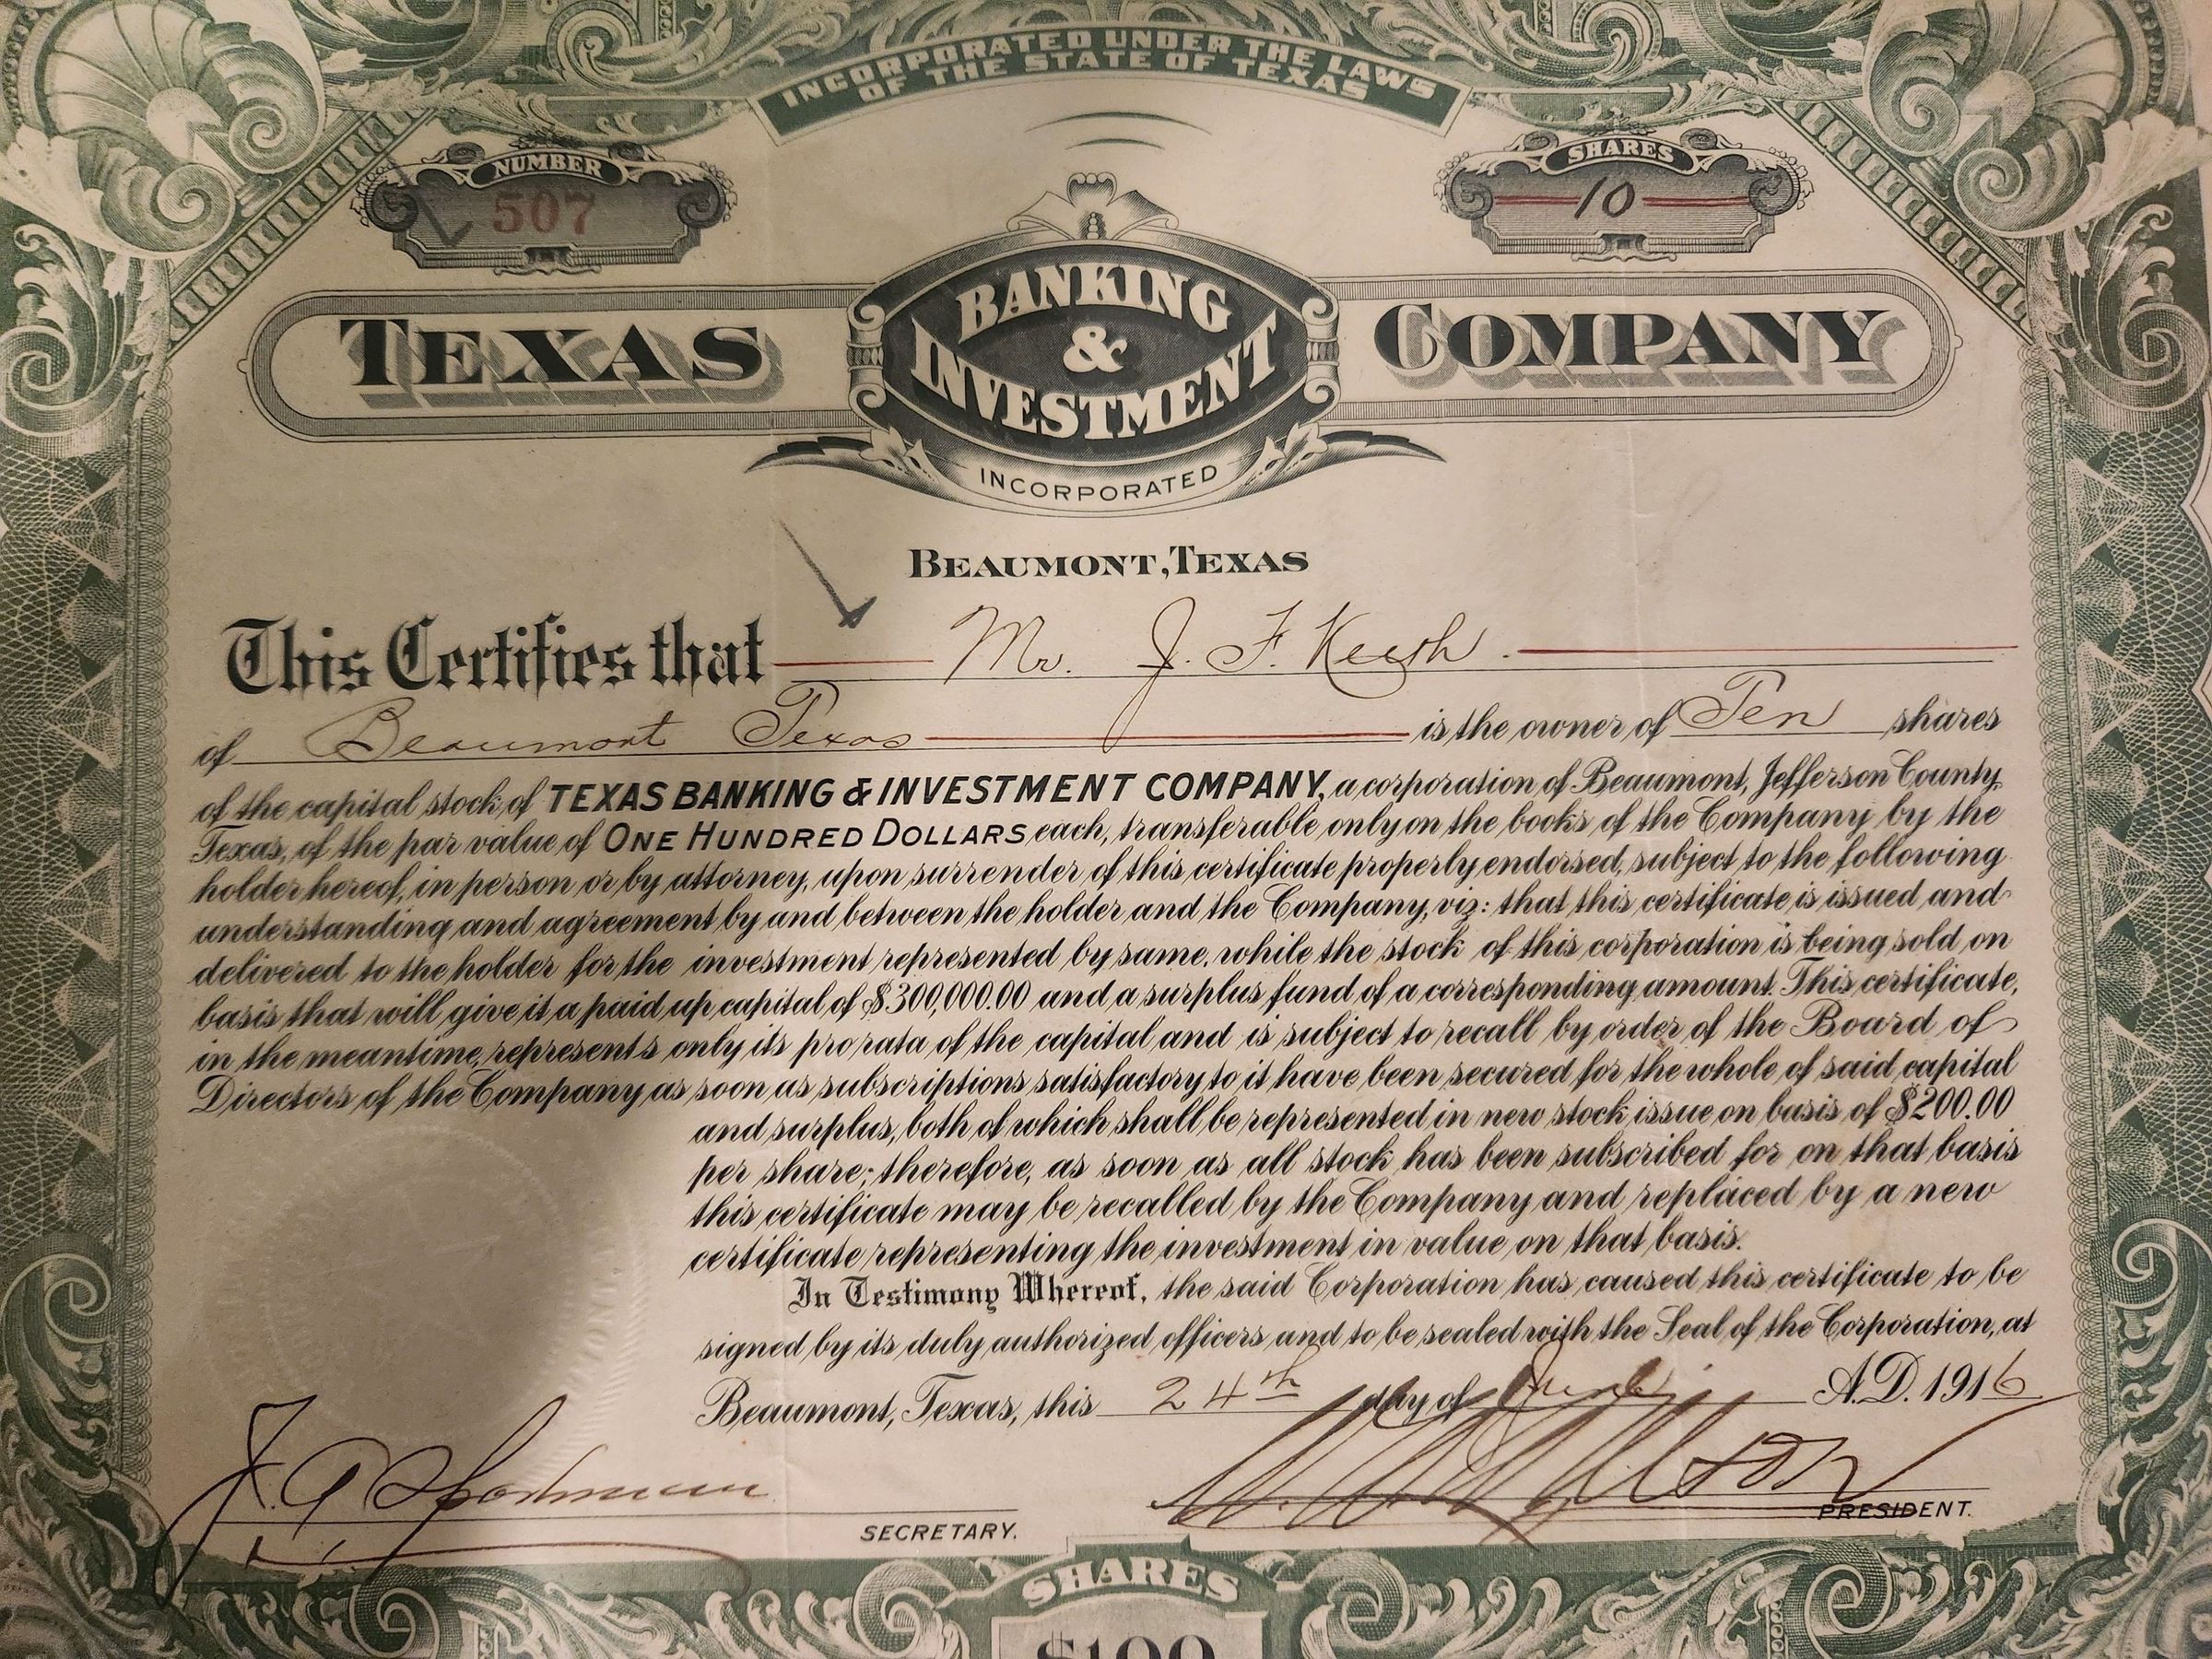 INCORPORATED UNDER THE LAWS
OF THE STATE OF TEXAS
NUMBER
507
SHARES
10
TEXAS BANKING & INVESTMENT COMPANY
INCORPORATED
BEAUMONT, TEXAS
This Certifies that Mr. J. F. Keith.
of Beaumont Texas is the owner of Ten shares
of the capital stock of TEXAS BANKING & INVESTMENT COMPANY, a corporation of Beaumont, Jefferson County,
Texas, of the par value of ONE HUNDRED DOLLARS each, transferable only on the books of the Company by the
holder hereof, in person or by attorney, upon surrender of this certificate properly endorsed, subject to the following
understanding and agreement by and between the holder and the Company, viz: that this certificate is issued and
delivered to the holder for the investment represented by same, while the stock of this corporation is being sold on
basis that will give it a paid up capital of $300,000.00 and a surplus fund of a corresponding amount. This certificate,
in the meantime, represents only its pro rata of the capital and is subject to recall by order of the Board of
Directors of the Company as soon as subscriptions satisfactory to it have been secured for the whole of said capital
and surplus, both of which shall be represented in new stock issue on basis of $200.00
per share; therefore, as soon as all stock has been subscribed for on that basis
this certificate may be recalled by the Company and replaced by a new
certificate representing the investment in value on that basis.
In Testimony Whereof, the said Corporation has caused this certificate to be
signed by its duly authorized officers and to be sealed with the Seal of the Corporation, at
Beaumont, Texas, this 24th day of June A.D. 1916
SECRETARY.
PRESIDENT.
SHARES
$100